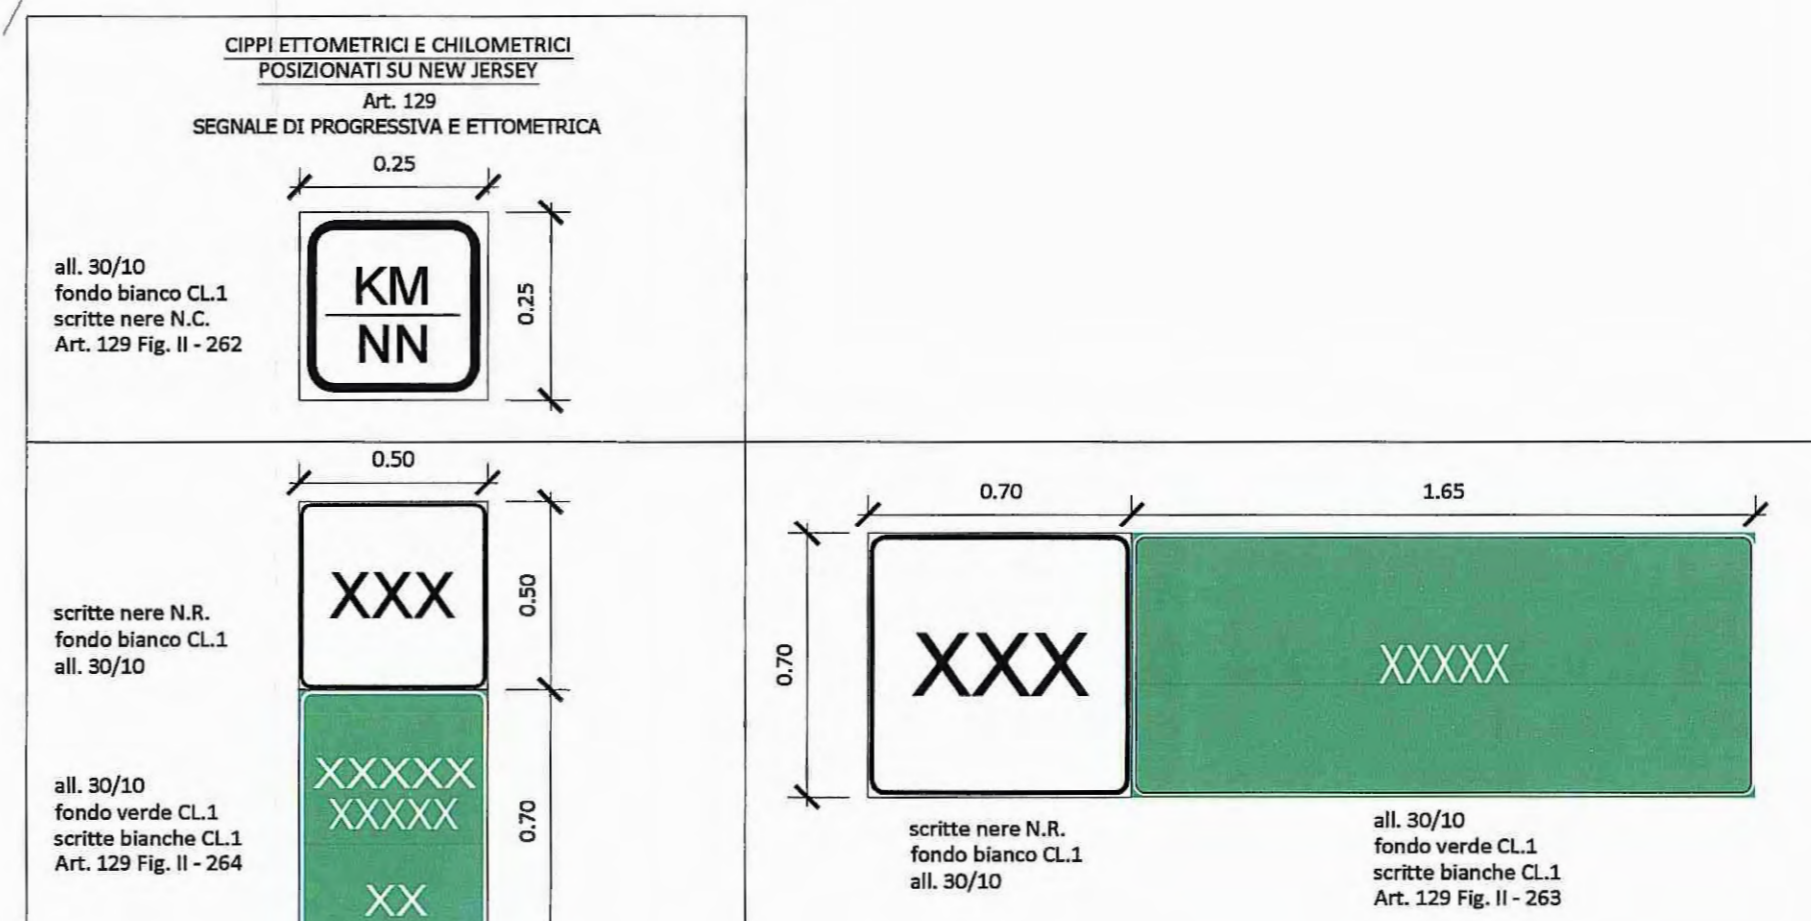 CIPPI ETTOMETRICI E CHILOMETRICI
POSIZIONATI SU NEW JERSEY
Art. 129
SEGNALE DI PROGRESSIVA E ETTOMETRICA
0.25
all. 30/10
fondo bianco CL.1
scritte nere N.C.
Art. 129 Fig. II - 262
KM
NN
0.25
0.50
scritte nere N.R.
fondo bianco CL.1
all. 30/10
XXX
0.50
all. 30/10
fondo verde CL.1
scritte bianche CL.1
Art. 129 Fig. II - 264
XXXXX
XXXXX
XX
0.70
0.70
1.65
0.70
XXX
XXXXX
scritte nere N.R.
fondo bianco CL.1
all. 30/10
all. 30/10
fondo verde CL.1
scritte bianche CL.1
Art. 129 Fig. II - 263